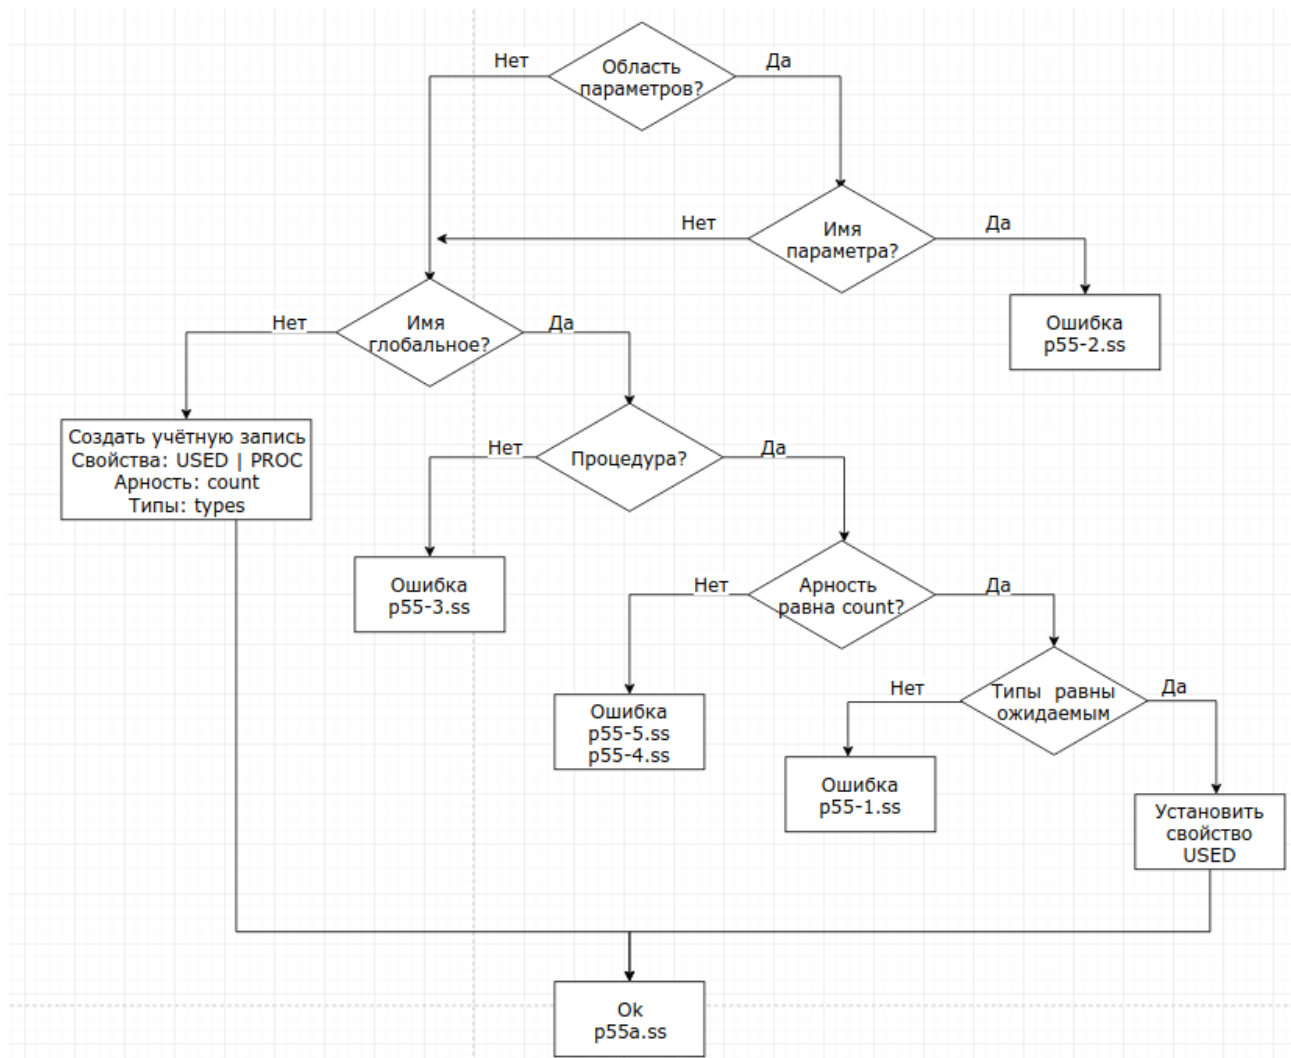 Нет
Да
Область
параметров?
Нет
Да
Имя
параметра?
Ошибка
p55-2.ss
Нет
Да
Имя
глобальное?
Создать учётную запись
Свойства: USED | PROC
Арность: count
Типы: types
Нет
Да
Процедура?
Ошибка
p55-3.ss
Нет
Да
Арность
равна count?
Ошибка
p55-5.ss
p55-4.ss
Нет
Да
Типы равны
ожидаемым
Ошибка
p55-1.ss
Установить
свойство
USED
Ok
p55a.ss